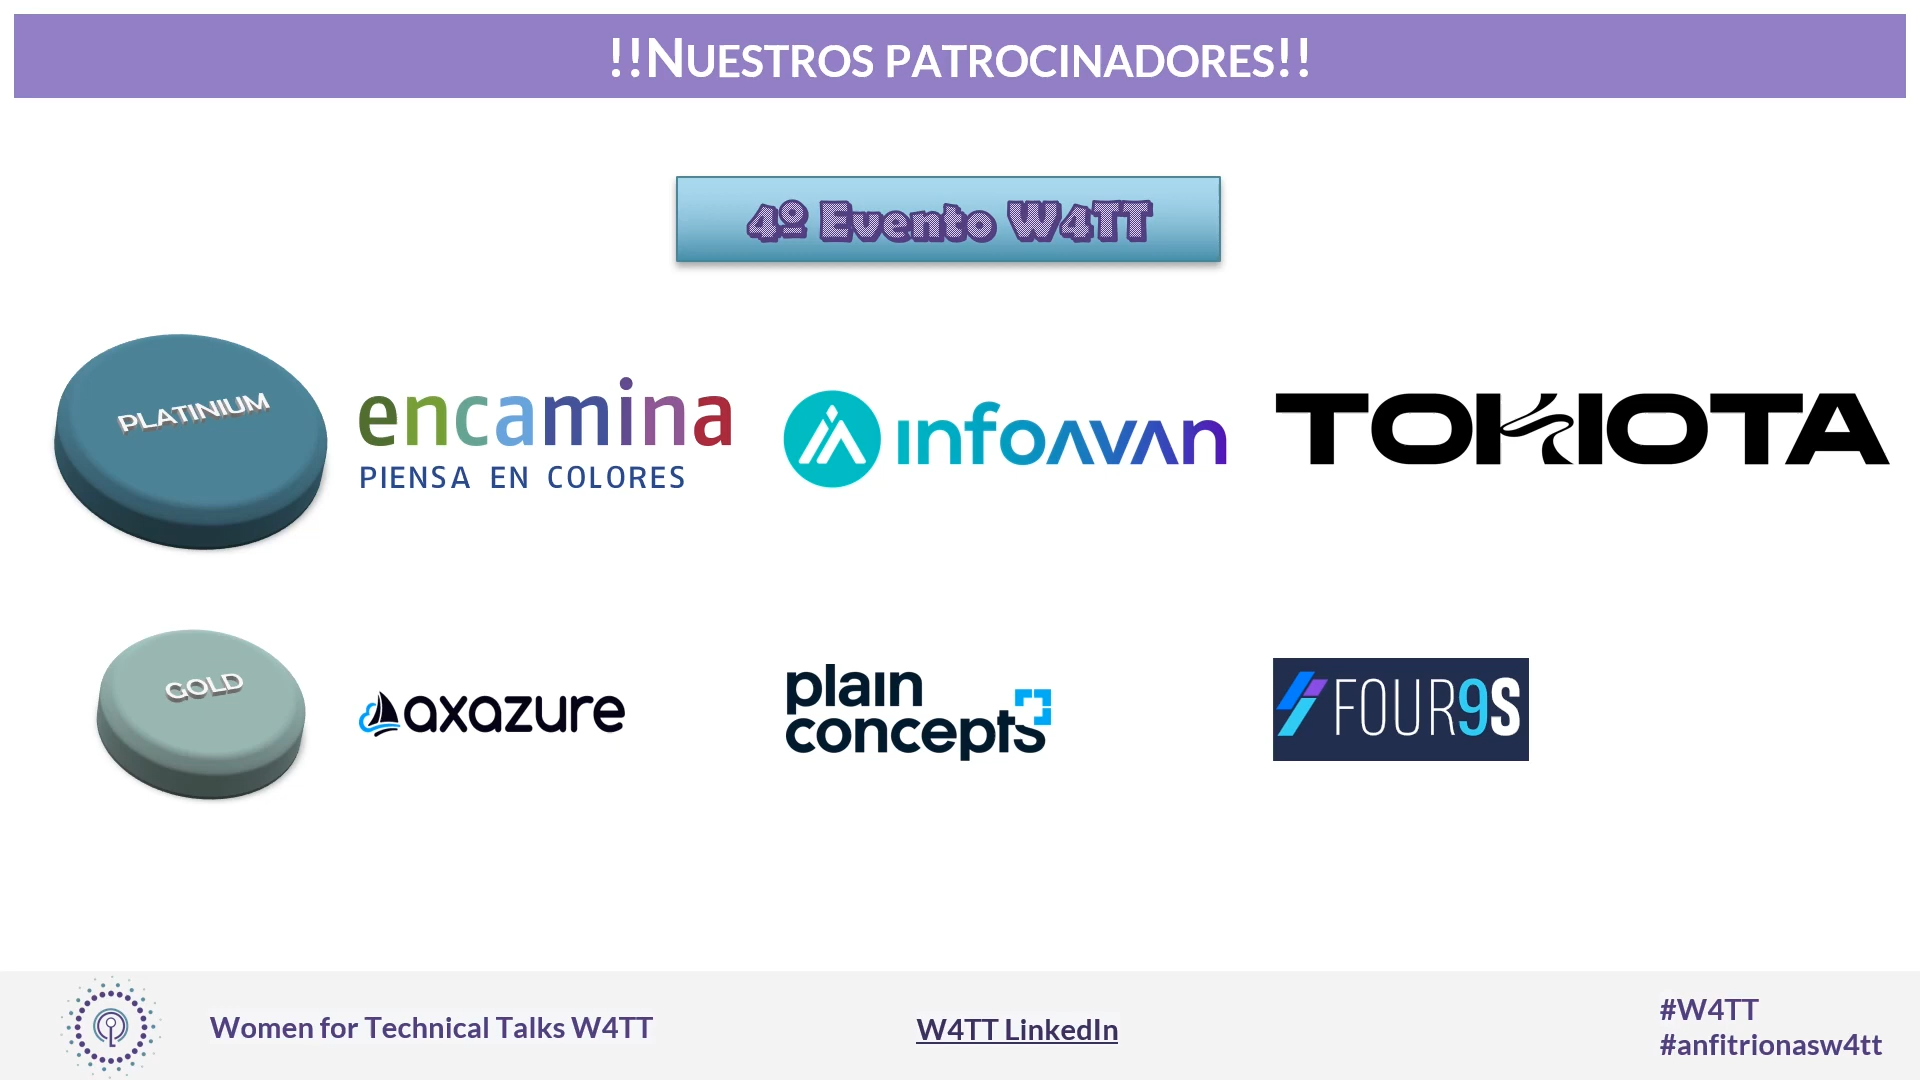 !!NUESTROS PATROCINADORES!!
4º Evento W4TT
PLATINIUM
encamina
PIENSA EN COLORES
infoavan
TOKIOTA
GOLD
axazure
plain
concepts
FOUR9S
Women for Technical Talks W4TT
W4TT LinkedIn
#W4TT
#anfitrionasw4tt